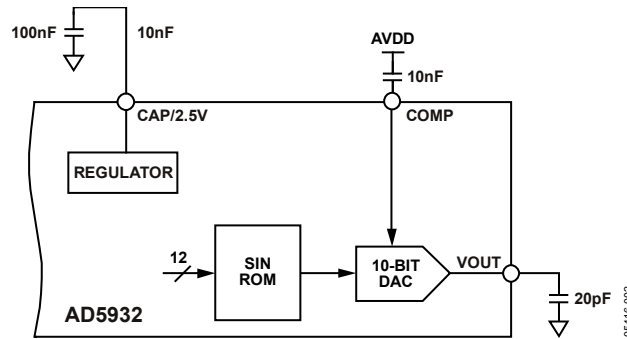 100nF
10nF
AVDD
10nF
CAP/2.5V
COMP
REGULATOR
12
SIN
ROM
10-BIT
DAC
VOUT
20pF
AD5932